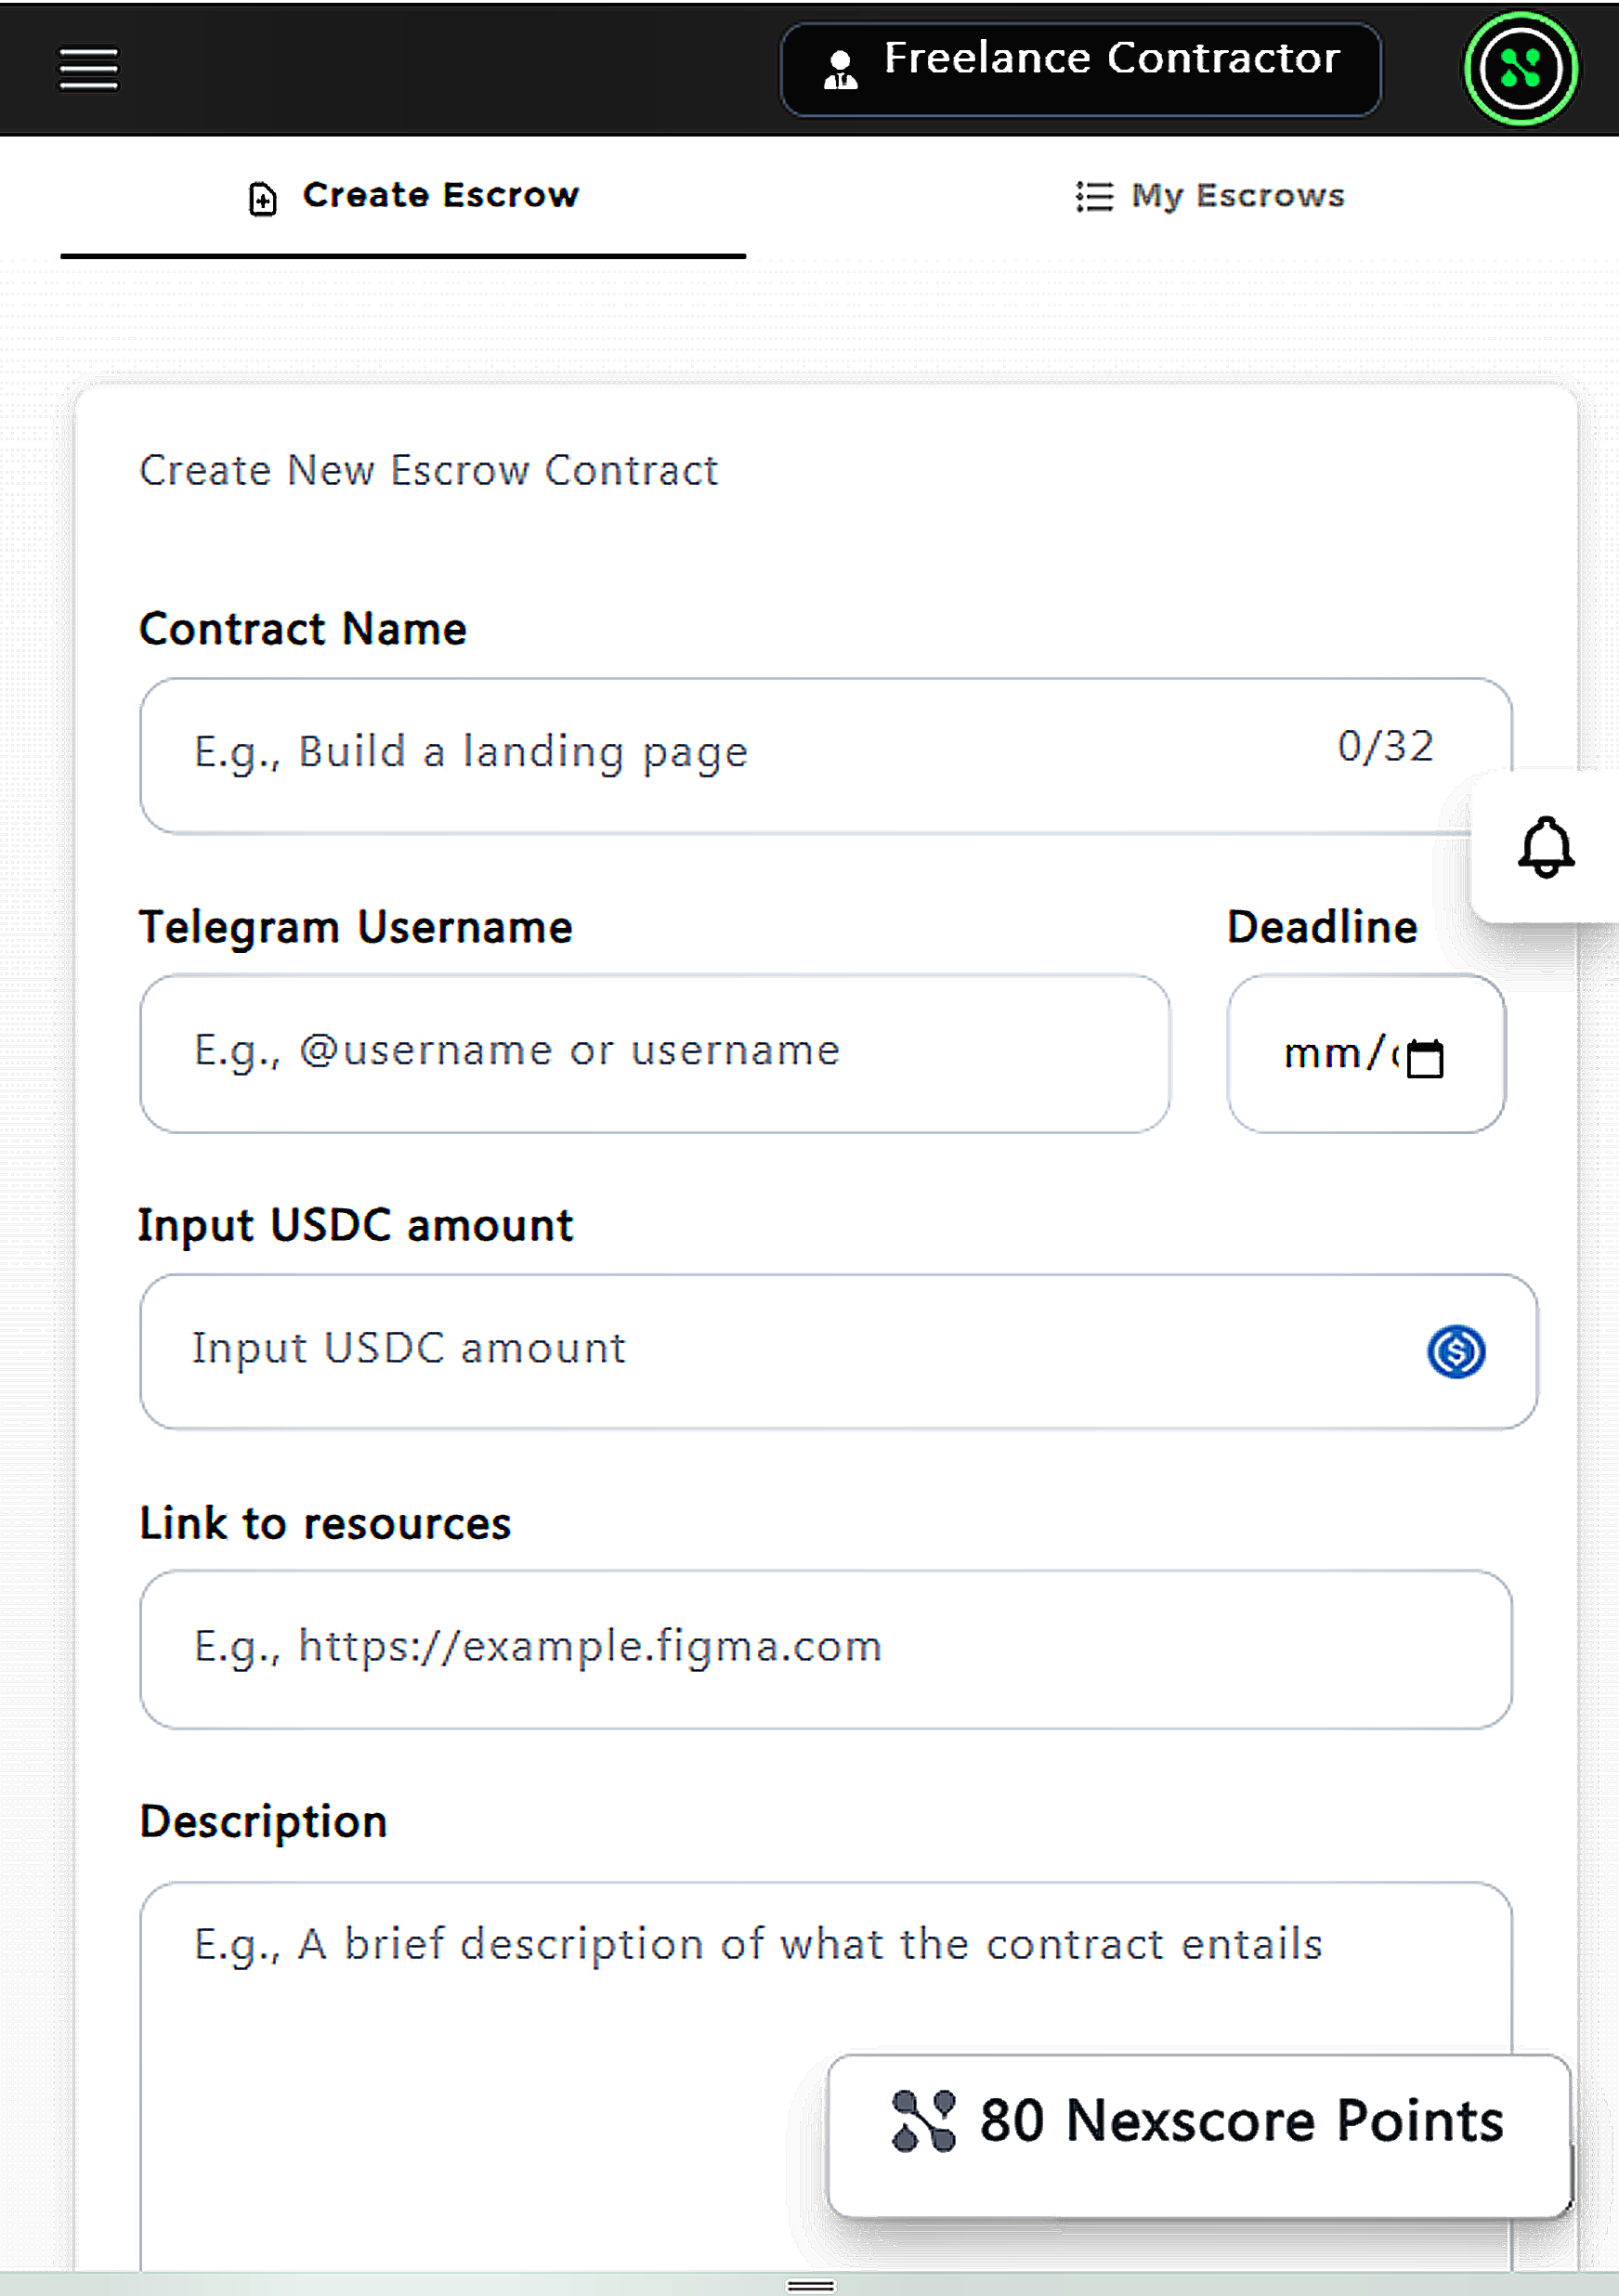 Freelance Contractor
Create Escrow
My Escrows
Create New Escrow Contract
Contract Name
E.g., Build a landing page
0/32
Telegram Username
Deadline
E.g., @username or username
mm/
Input USDC amount
Input USDC amount
Link to resources
E.g., https://example.figma.com
Description
E.g., A brief description of what the contract entails
80 Nexscore Points